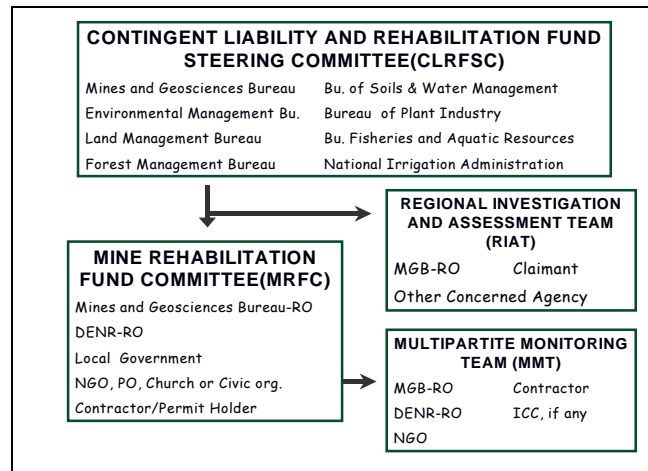 CONTINGENT LIABILITY AND REHABILITATION FUND
STEERING COMMITTEE(CLRFSC)
Mines and Geosciences Bureau Bu. of Soils & Water Management
Environmental Management Bu. Bureau of Plant Industry
Land Management Bureau Bu. Fisheries and Aquatic Resources
Forest Management Bureau National Irrigation Administration
REGIONAL INVESTIGATION
AND ASSESSMENT TEAM
(RIAT)
MGB-RO Claimant
Other Concerned Agency
MINE REHABILITATION
FUND COMMITTEE(MRFC)
Mines and Geosciences Bureau-RO
DENR-RO
Local Government
NGO, PO, Church or Civic org.
Contractor/Permit Holder
MULTIPARTITE MONITORING
TEAM (MMT)
MGB-RO Contractor
DENR-RO ICC, if any
NGO